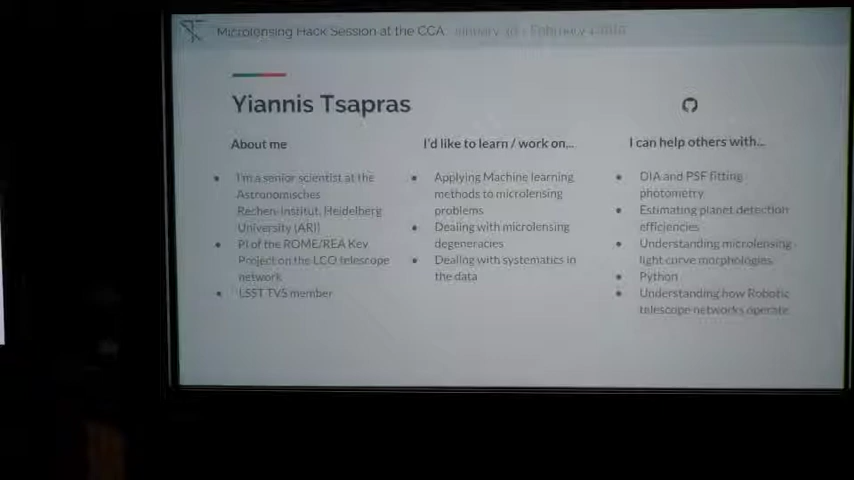 Microlensing Hack Session at the CCA January 30 - February 1
Yiannis Tsapras
About me
I'm a senior scientist at the
Astronomisches
Rechen-Institut, Heidelberg
University (ARI)
PI of the ROME/REA Key
Project on the LCO telescope
network
LSST TVS member
I'd like to learn / work on...
Applying Machine learning
methods to microlensing
problems
Dealing with microlensing
degeneracies
Dealing with systematics in
the data
I can help others with...
DIA and PSF fitting
photometry
Estimating planet detection
efficiencies
Understanding microlensing
light curve morphologies
Python
Understanding how Robotic
telescope networks operate